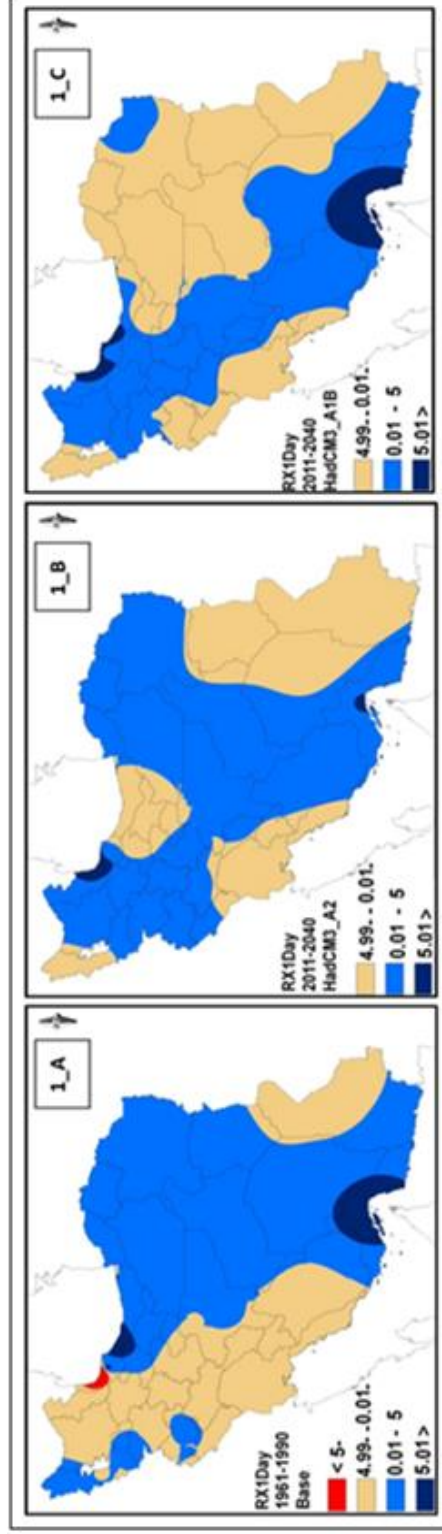 1_A
RX1Day
1961-1990
Base
< 5-
4.99. . 0.01.
0.01 - 5
5.01>
1_B
RX1Day
2011-2040
HadCM3_A2
4.99. . 0.01.
0.01 - 5
5.01>
1_C
RX1Day
2011-2040
HadCM3_A1B
4.99. . 0.01.
0.01 - 5
5.01>